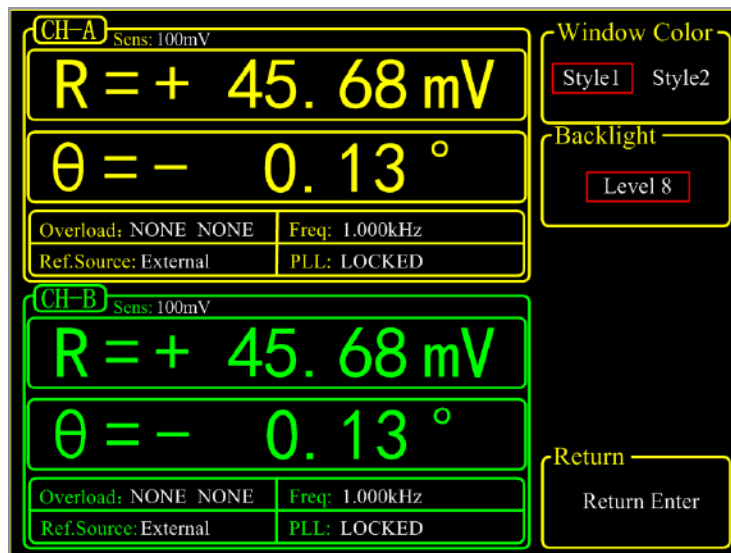 CH-A Sens: 100mV
R=+ 45.68 mV
θ=- 0.13 °
Overload: NONE NONE Freq: 1.000kHz
Ref.Source: External PLL: LOCKED
CH-B Sens: 100mV
R=+ 45.68 mV
θ=- 0.13 °
Overload: NONE NONE Freq: 1.000kHz
Ref.Source: External PLL: LOCKED
Window Color
Style1 Style2
Backlight
Level 8
Return
Return Enter